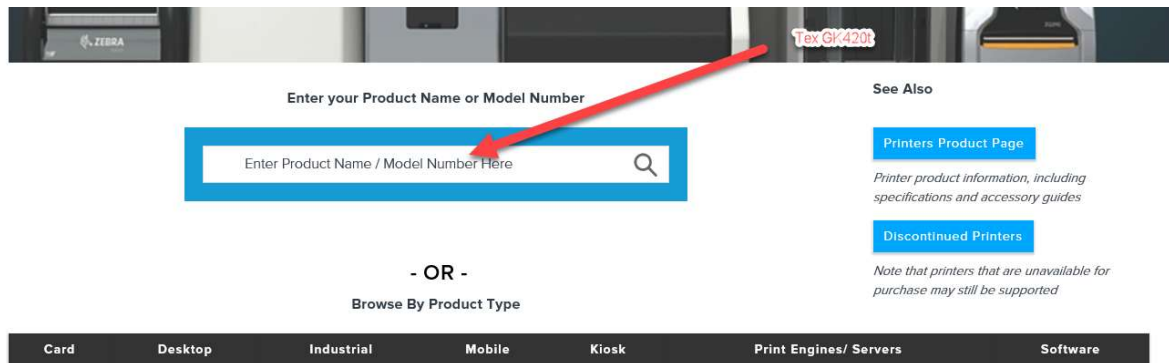 ZEBRA
Tex GK420t
Enter your Product Name or Model Number
Enter Product Name / Model Number Here
- OR -
Browse By Product Type
See Also
Printers Product Page
Printer product information, including
specifications and accessory guides
Discontinued Printers
Note that printers that are unavailable for
purchase may still be supported
Card Desktop Industrial Mobile Kiosk Print Engines/ Servers Software